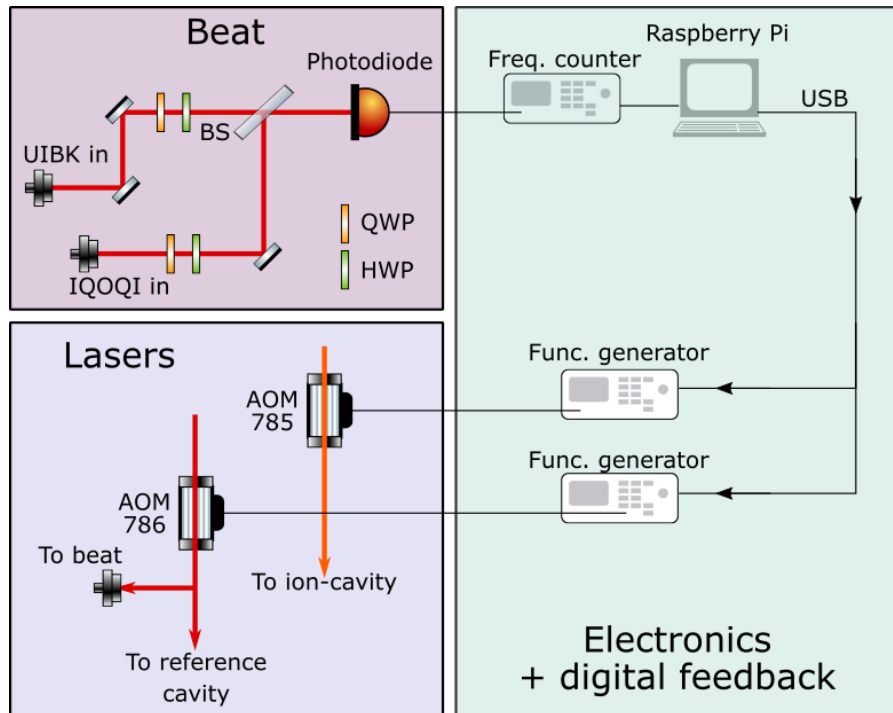 Beat
Photodiode
BS
UIBK in
QWP
HWP
IQOQI in
Raspberry Pi
Freq. counter
USB
Lasers
AOM
785
AOM
786
To beat
To ion-cavity
To reference
cavity
Func. generator
Func. generator
Electronics
+ digital feedback